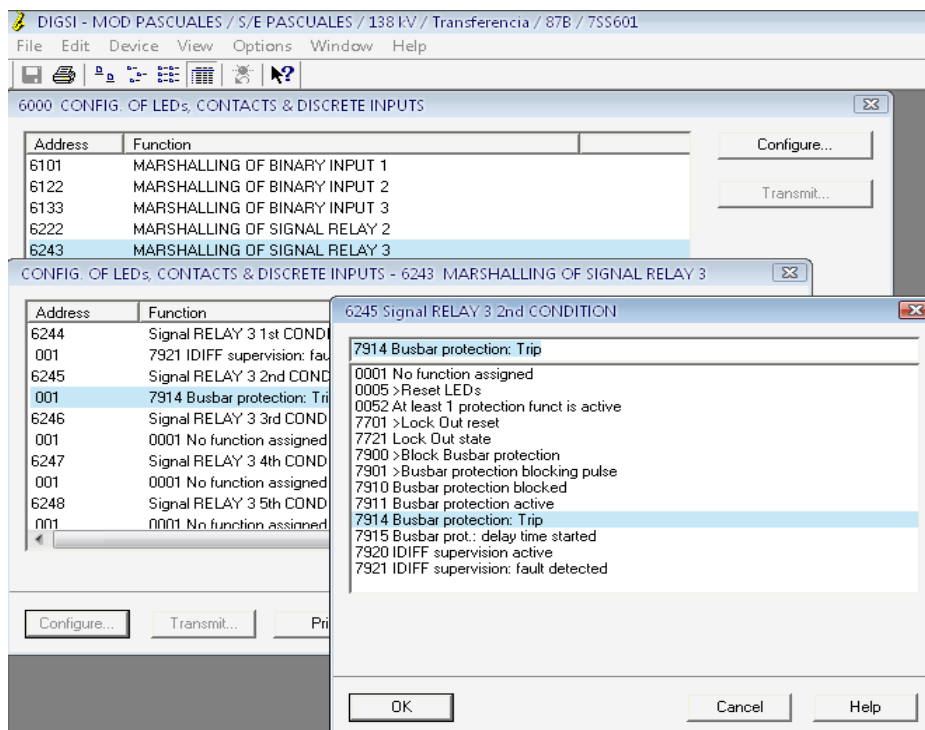 DIGSI - MOD PASCUALES / S/E PASCUALES / 138 kV / Transferencia / 87B / 7SS601
File Edit Device View Options Window Help
6000 CONFIG. OF LEDs, CONTACTS & DISCRETE INPUTS
Address Function
6101 MARSHALLING OF BINARY INPUT 1
6122 MARSHALLING OF BINARY INPUT 2
6133 MARSHALLING OF BINARY INPUT 3
6222 MARSHALLING OF SIGNAL RELAY 2
6243 MARSHALLING OF SIGNAL RELAY 3
Configure...
Transmit...
CONFIG. OF LEDs, CONTACTS & DISCRETE INPUTS - 6243 MARSHALLING OF SIGNAL RELAY 3
Address Function
6244 Signal RELAY 3 1st CONDI
001 7921 IDIFF supervision: fau
6245 Signal RELAY 3 2nd COND
001 7914 Busbar protection: Tri
6246 Signal RELAY 3 3rd COND
001 0001 No function assigned
6247 Signal RELAY 3 4th COND
001 0001 No function assigned
6248 Signal RELAY 3 5th COND
001 0001 No function assigned
Configure... Transmit... Pri
6245 Signal RELAY 3 2nd CONDITION
7914 Busbar protection: Trip
0001 No function assigned
0005 >Reset LEDs
0052 At least 1 protection funct is active
7701 >Lock Out reset
7721 Lock Out state
7900 >Block Busbar protection
7901 >Busbar protection blocking pulse
7910 Busbar protection blocked
7911 Busbar protection active
7914 Busbar protection: Trip
7915 Busbar prot.: delay time started
7920 IDIFF supervision active
7921 IDIFF supervision: fault detected
OK Cancel Help